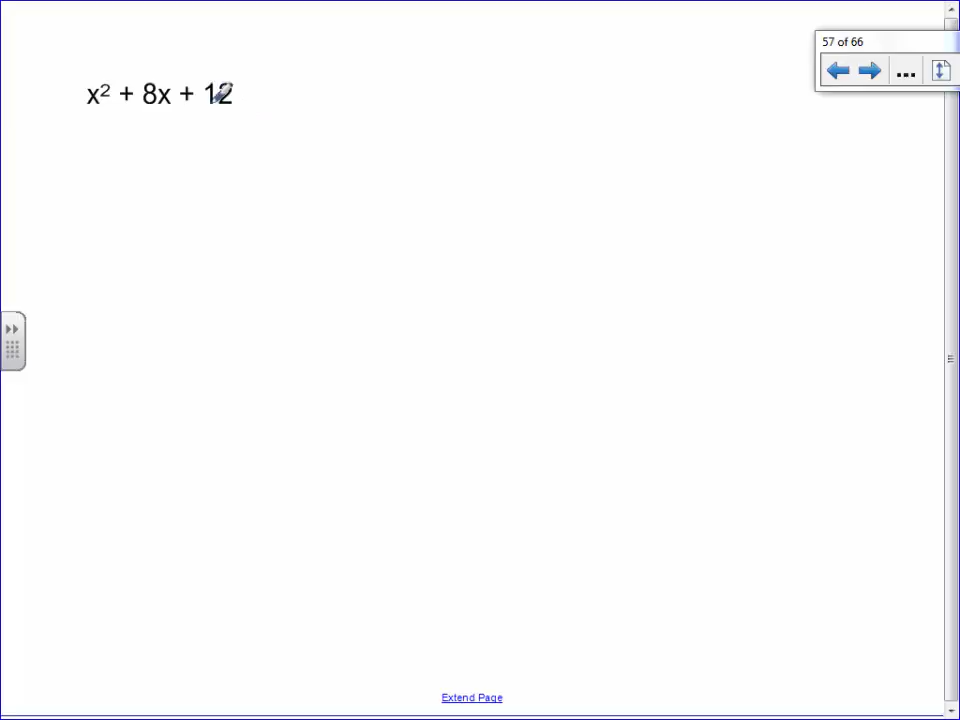 57 of 66
x² + 8x + 12
Extend Page